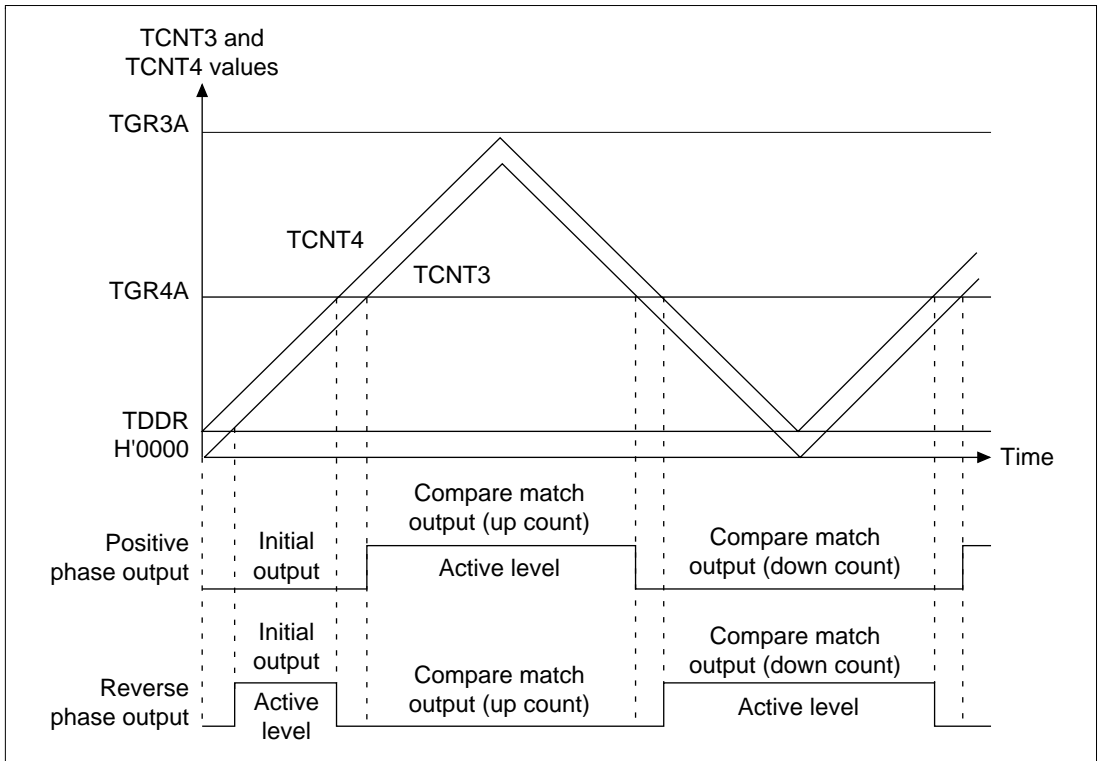 TCNT3 and
TCNT4 values
TGR3A
TCNT4
TCNT3
TGR4A
TDDR
H'0000
Time
Compare match
output (up count)
Positive
phase output
Initial
output
Active level
Compare match
output (down count)
Initial
output
Compare match
output (down count)
Reverse
phase output
Active
level
Compare match
output (up count)
Active level